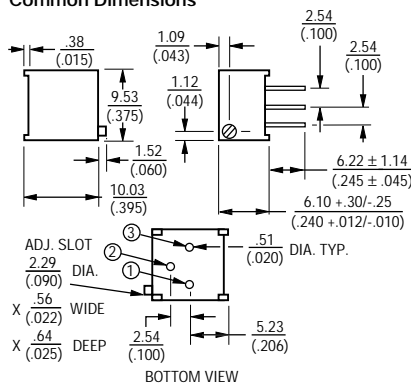 Common Dimensions
.38
(.015)
9.53
(.375)
1.52
(.060)
10.03
(.395)
1.09
(.043)
1.12
(.044)
2.54
(.100)
2.54
(.100)
6.22 ± 1.14
(.245 ± .045)
6.10 +.30/-.25
(.240 +.012/-.010)
ADJ. SLOT
2.29
(.090) DIA.
X .56
(.022) WIDE
X .64
(.025) DEEP
3
2
1
.51
(.020) DIA. TYP.
2.54
(.100)
5.23
(.206)
BOTTOM VIEW